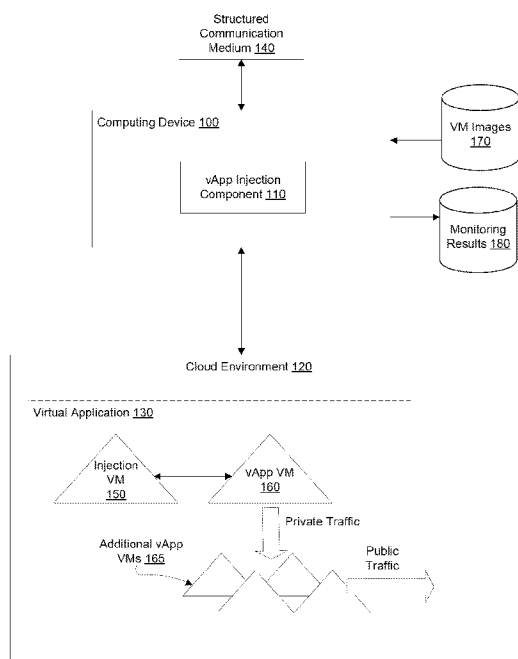 Structured
Communication
Medium 140
Computing Device 100
VM Images
170
vApp Injection
Component 110
Monitoring
Results 180
Cloud Environment 120
Virtual Application 130
Injection
VM
150
vApp VM
160
Private Traffic
Additional vApp
VMs 165
Public
Traffic